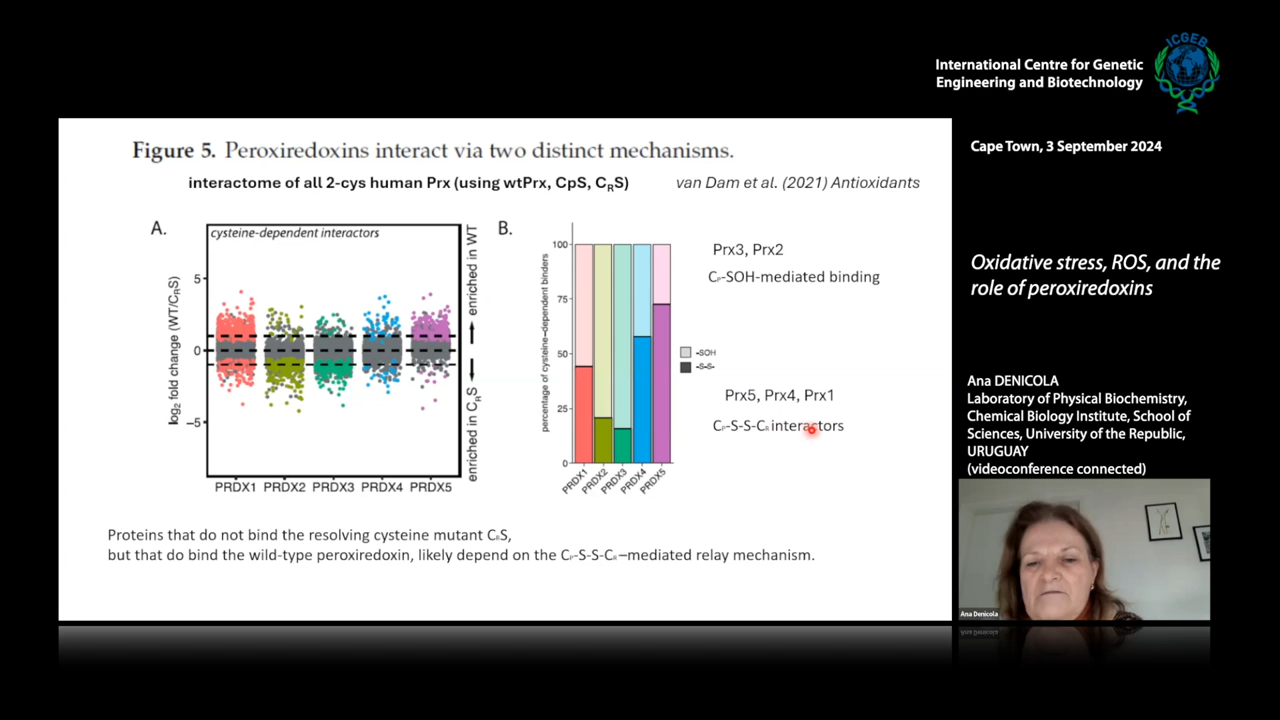 ICGEB
International Centre for Genetic
Engineering and Biotechnology
Cape Town, 3 September 2024
Oxidative stress, ROS, and the
role of peroxiredoxins
Ana DENICOLA
Laboratory of Physical Biochemistry,
Chemical Biology Institute, School of
Sciences, University of the Republic,
URUGUAY
(videoconference connected)
Ana Denicola
Figure 5. Peroxiredoxins interact via two distinct mechanisms.
interactome of all 2-cys human Prx (using wtPrx, CpS, CRS)
van Dam et al. (2021) Antioxidants
A.
cysteine-dependent interactors
log2 fold change (WT/CRS)
5
0
−5
PRDX1 PRDX2 PRDX3 PRDX4 PRDX5
enriched in WT
enriched in CRS
B.
percentage of cysteine-dependent binders
100
75
50
25
0
PRDX1 PRDX2 PRDX3 PRDX4 PRDX5
-SOH
-S-S-
Prx3, Prx2
CP-SOH-mediated binding
Prx5, Prx4, Prx1
CP-S-S-CR interactors
Proteins that do not bind the resolving cysteine mutant CRS,
but that do bind the wild-type peroxiredoxin, likely depend on the CP-S-S-CR–mediated relay mechanism.